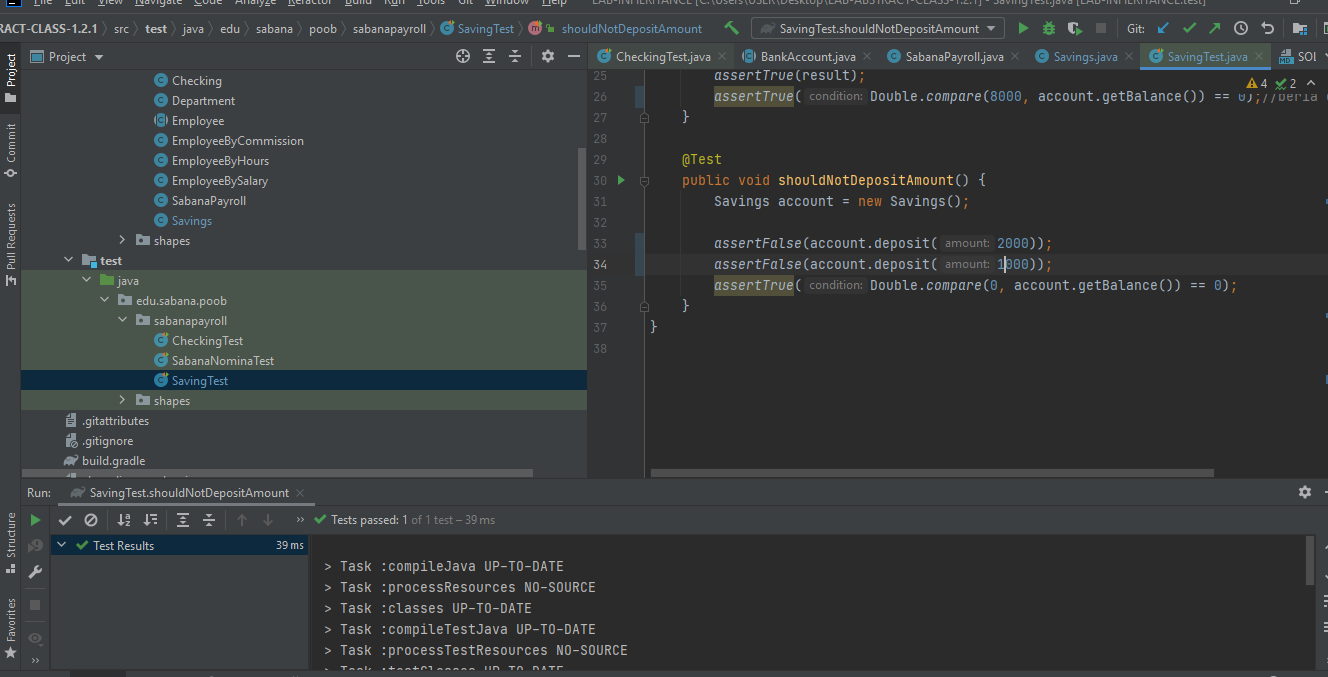 File Edit View Navigate Code Analyze Refactor Build Run Tools Git Window Help LAB-INHERITANCE [C:\Users\USER\Desktop\LAB-ABSTRACT-CLASS-1.2.1] - SavingTest.java [LAB-INHERITANCE.test]
RACT-CLASS-1.2.1 src test java edu sabana poob sabanapayroll SavingTest shouldNotDepositAmount SavingTest.shouldNotDepositAmount Git:
Project CheckingTest.java BankAccount.java SabanaPayroll.java Savings.java SavingTest.java SOL
Project
Commit
Pull Requests
Structure
Favorites
Checking
Department
Employee
EmployeeByCommission
EmployeeByHours
EmployeeBySalary
SabanaPayroll
Savings
shapes
test
java
edu.sabana.poob
sabanapayroll
CheckingTest
SabanaNominaTest
SavingTest
shapes
.gitattributes
.gitignore
build.gradle
4 2
25 assertTrue(result);
26 assertTrue( condition: Double.compare(8000, account.getBalance()) == 0);//beria
27 }
28
29 @Test
30 public void shouldNotDepositAmount() {
31 Savings account = new Savings();
32
33 assertFalse(account.deposit( amount: 2000));
34 assertFalse(account.deposit( amount: 1000));
35 assertTrue( condition: Double.compare(0, account.getBalance()) == 0);
36 }
37 }
38
Run: SavingTest.shouldNotDepositAmount
Tests passed: 1 of 1 test – 39 ms
Test Results 39 ms
> Task :compileJava UP-TO-DATE
> Task :processResources NO-SOURCE
> Task :classes UP-TO-DATE
> Task :compileTestJava UP-TO-DATE
> Task :processTestResources NO-SOURCE
> Task :testClasses UP-TO-DATE